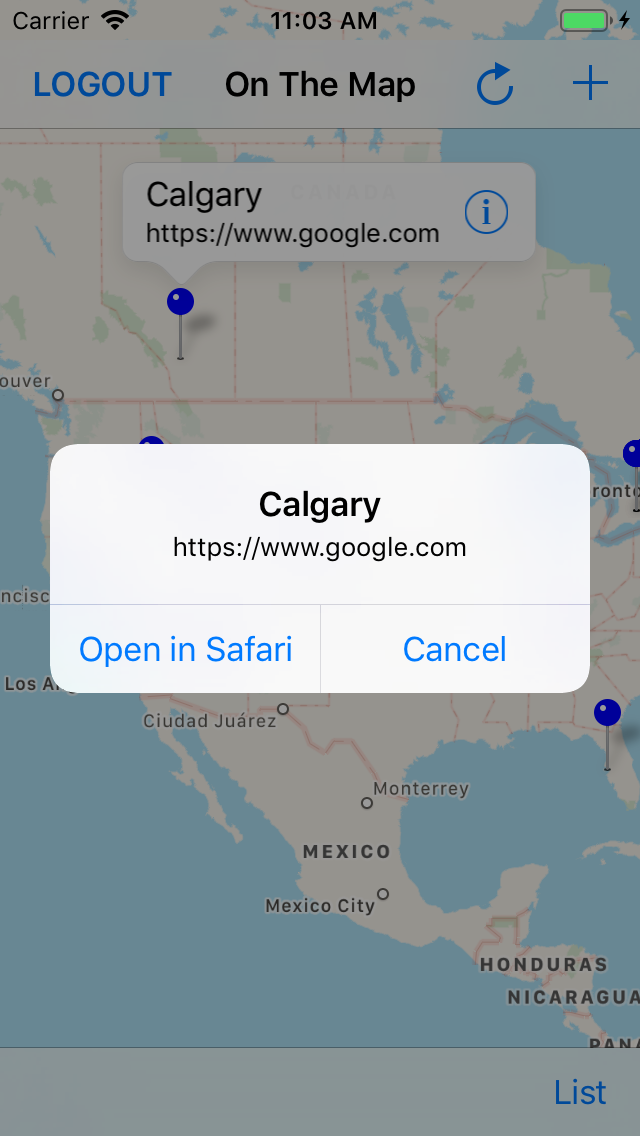 Carrier 11:03 AM
LOGOUT On The Map
CANADA
Calgary
https://www.google.com
ouver
Calgary
https://www.google.com
ronto
ncisc
Open in Safari Cancel
Los An
Ciudad Juárez
Monterrey
MEXICO
Mexico City
HONDURAS
NICARAGUA
PANA
List